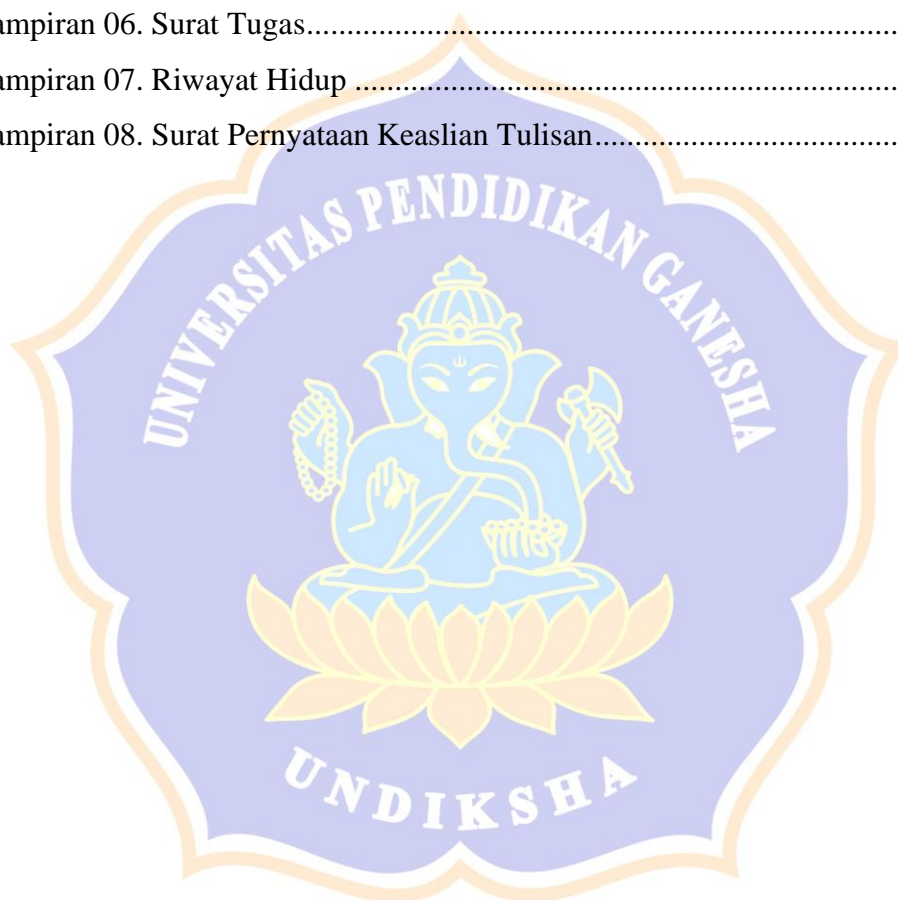 ampiran 06. Surat Tugas..........................................................................
ampiran 07. Riwayat Hidup ....................................................................
ampiran 08. Surat Pernyataan Keaslian Tulisan......................................
UNIVERSITAS PENDIDIKAN GANESHA
UNDIKSHA